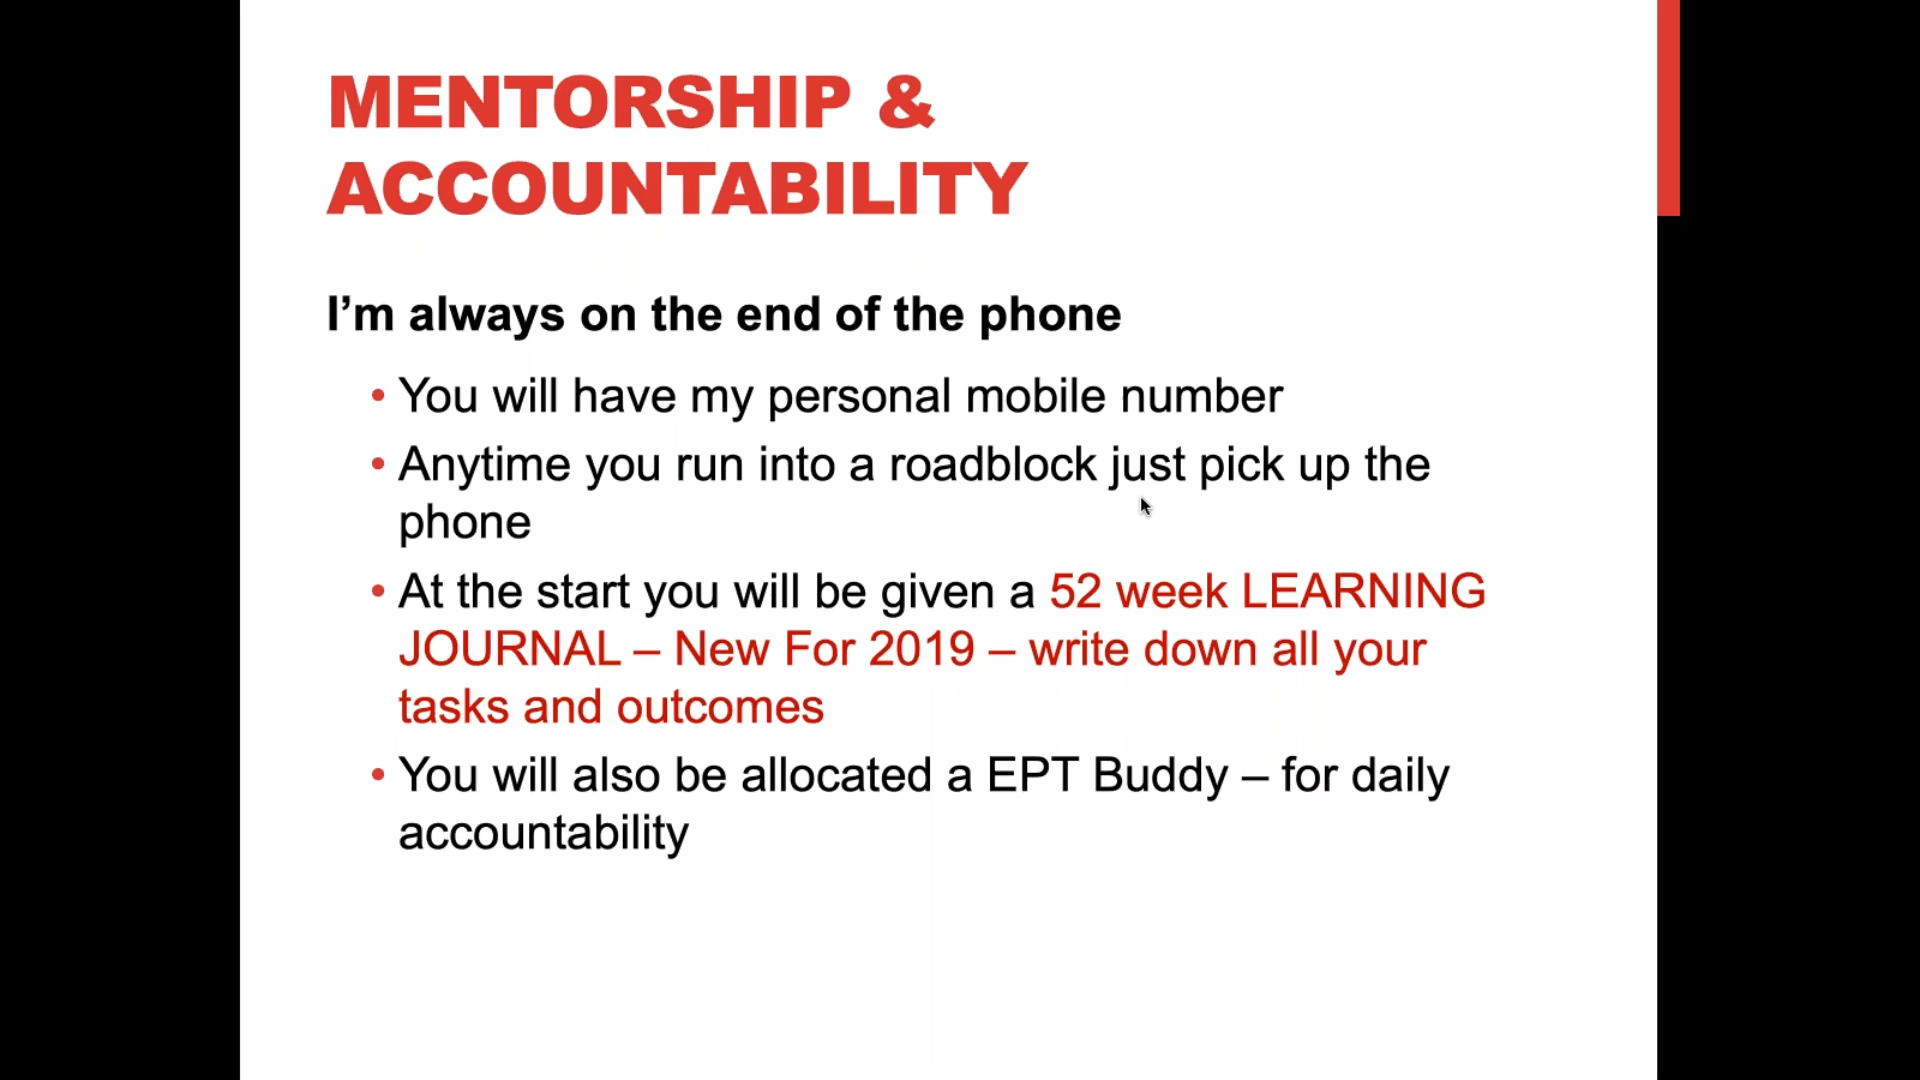 MENTORSHIP &
ACCOUNTABILITY
I’m always on the end of the phone
• You will have my personal mobile number
• Anytime you run into a roadblock just pick up the
phone
• At the start you will be given a 52 week LEARNING
JOURNAL – New For 2019 – write down all your
tasks and outcomes
• You will also be allocated a EPT Buddy – for daily
accountability